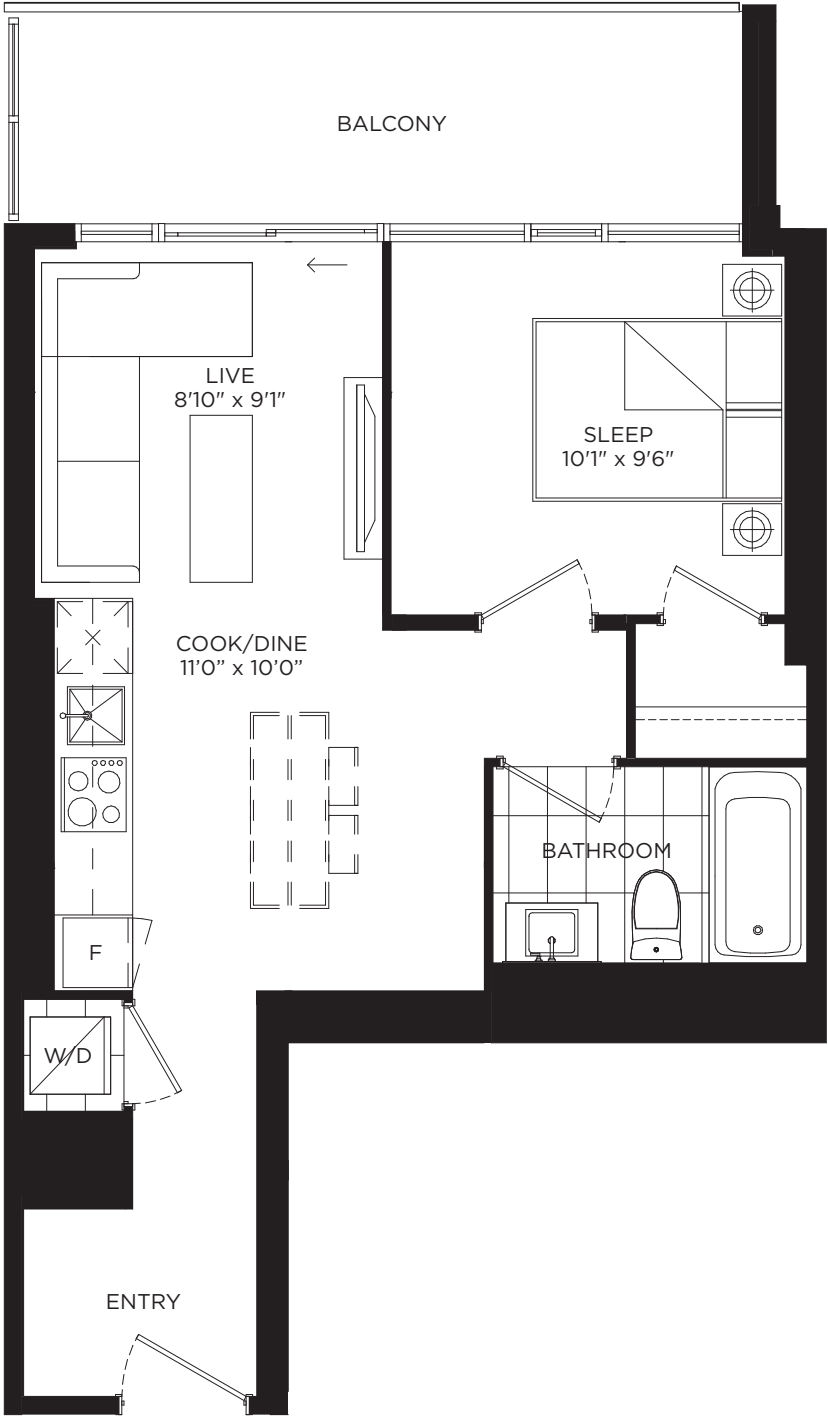 BALCONY
LIVE
8'10" x 9'1"
SLEEP
10'1" x 9'6"
COOK/DINE
11’0” x 10’0”
BATHROOM
F
W/D
ENTRY